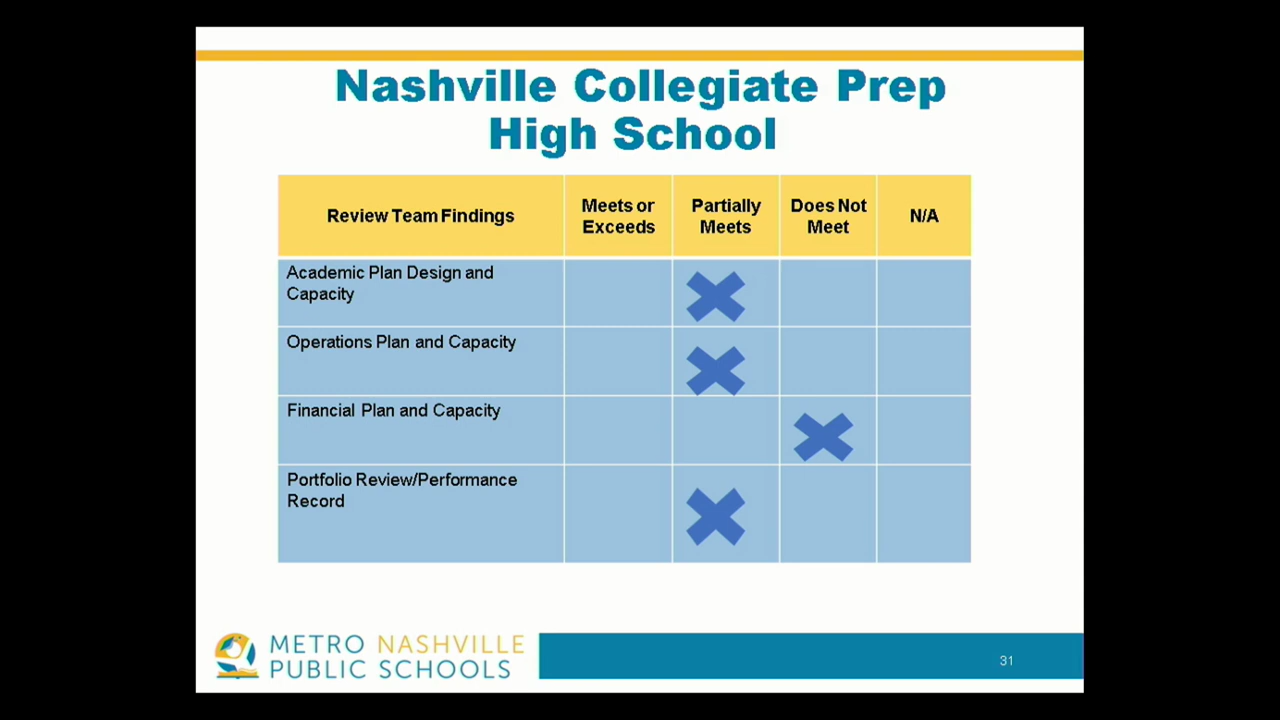 Nashville Collegiate Prep
High School
Review Team Findings
Meets or
Exceeds
Partially
Meets
Does Not
Meet
N/A
Academic Plan Design and
Capacity
Operations Plan and Capacity
Financial Plan and Capacity
Portfolio Review/Performance
Record
METRO NASHVILLE
PUBLIC SCHOOLS
31